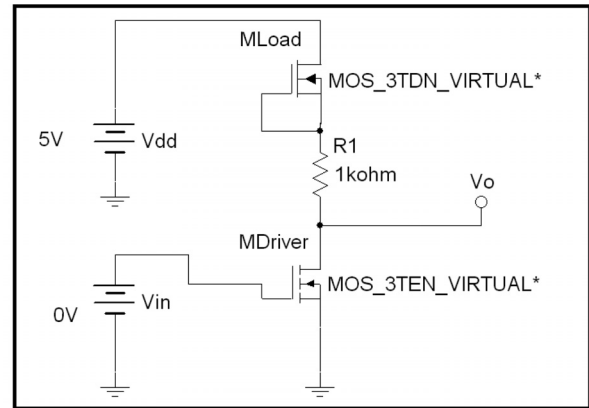 MLoad
MOS_3TDN_VIRTUAL*
5V
Vdd
R1
1kohm
Vo
MDriver
MOS_3TEN_VIRTUAL*
0V
Vin